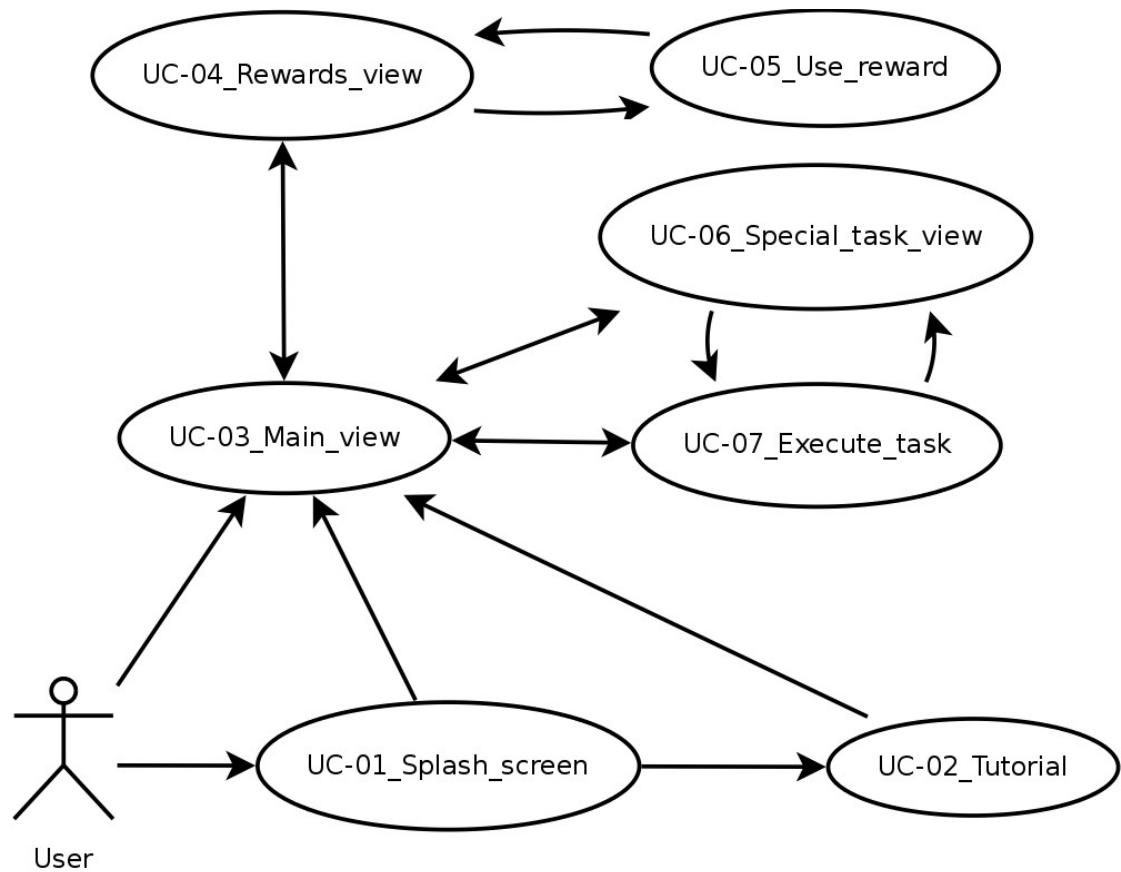 UC-04_Rewards_view
UC-05_Use_reward
UC-06_Special_task_view
UC-03_Main_view
UC-07_Execute_task
UC-01_Splash_screen
UC-02_Tutorial
User